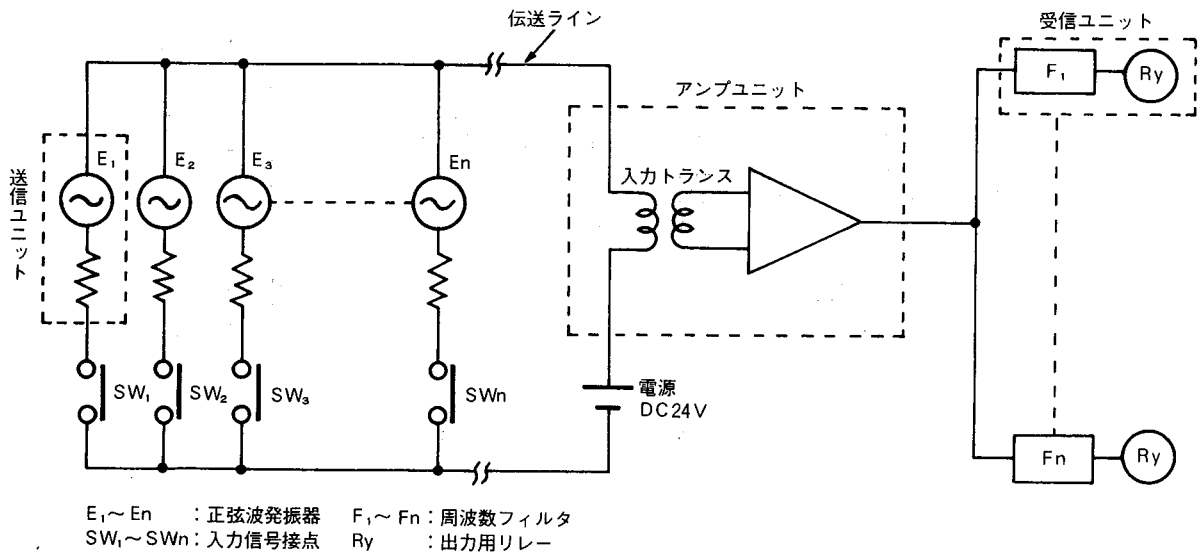 伝送ライン
受信ユニット
F₁
Ry
アンプユニット
送信ユニット
E₁
E₂
E₃
En
入力トランス
SW₁
SW₂
SW₃
SWn
電源
DC24V
Fn
Ry
E₁～En：正弦波発振器 F₁～Fn：周波数フィルタ
SW₁～SWn：入力信号接点 Ry：出力用リレー